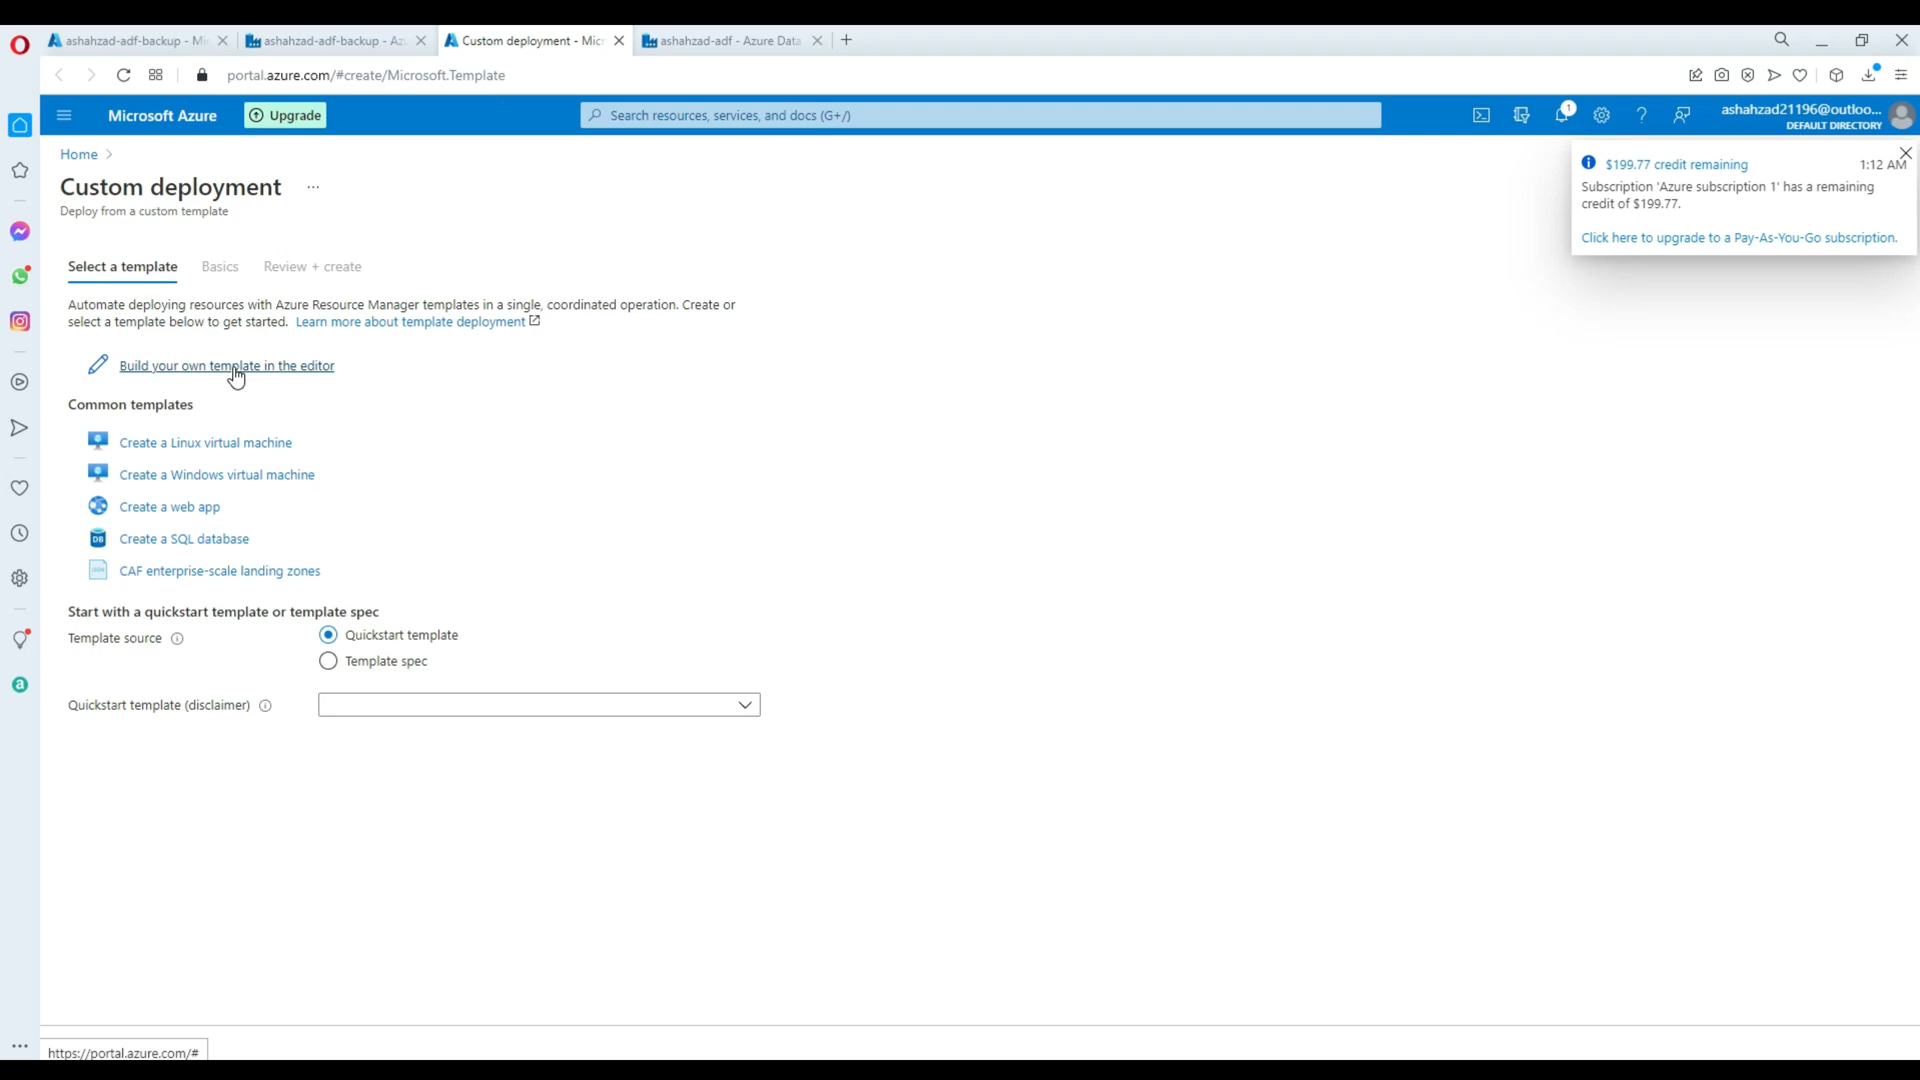 ashahzad-adf-backup - Mi
ashahzad-adf-backup - Az
Custom deployment - Micr
ashahzad-adf - Azure Data
portal.azure.com/#create/Microsoft.Template
Microsoft Azure
Upgrade
Search resources, services, and docs (G+/)
1
ashahzad21196@outloo...
DEFAULT DIRECTORY
Home >
Custom deployment ...
Deploy from a custom template
$199.77 credit remaining 1:12 AM
Subscription 'Azure subscription 1' has a remaining
credit of $199.77.
Click here to upgrade to a Pay-As-You-Go subscription.
Select a template Basics Review + create
Automate deploying resources with Azure Resource Manager templates in a single, coordinated operation. Create or
select a template below to get started. Learn more about template deployment
Build your own template in the editor
Common templates
Create a Linux virtual machine
Create a Windows virtual machine
Create a web app
DB
Create a SQL database
CAF enterprise-scale landing zones
Start with a quickstart template or template spec
Template source
Quickstart template
Template spec
Quickstart template (disclaimer)
https://portal.azure.com/#